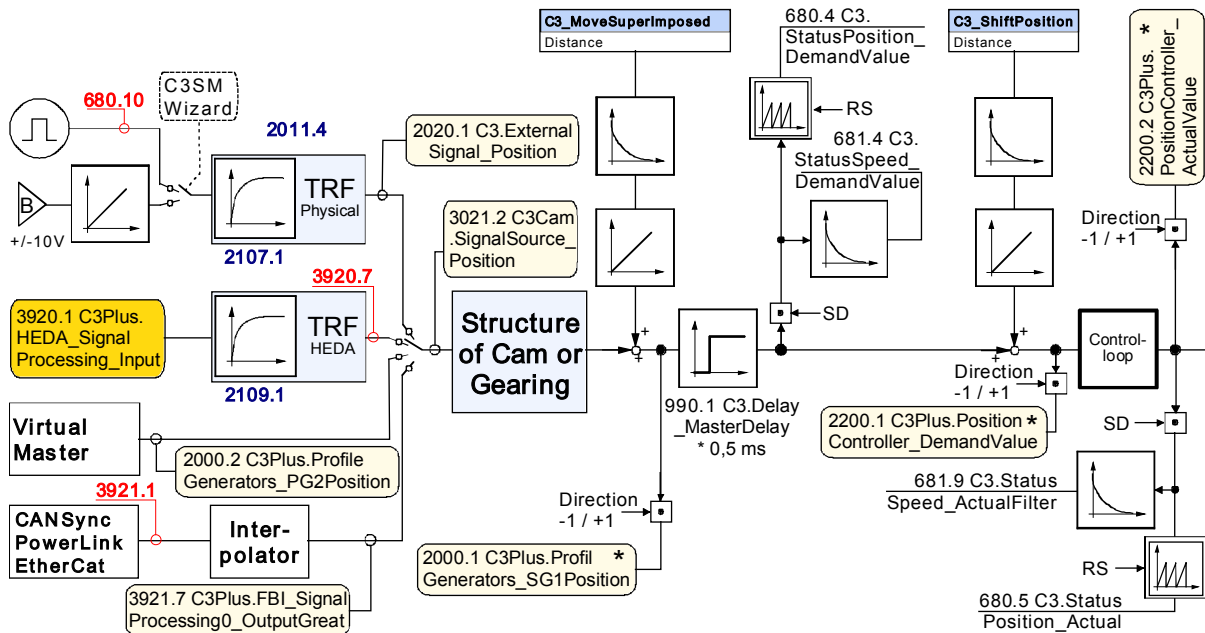 C3_MoveSuperImposed
Distance
680.4 C3.
StatusPosition_
DemandValue
C3_ShiftPosition
Distance
2200.2 C3Plus. *
PositionController_
ActualValue
C3SM
Wizard
680.10
2011.4
2020.1 C3.External
Signal_Position
RS
681.4 C3.
StatusSpeed_
DemandValue
TRF
Physical
B
+/-10V
2107.1
3021.2 C3Cam
.SignalSource_
Position
Direction
-1 / +1
3920.7
3920.1 C3Plus.
HEDA_Signal
Processing_Input
TRF
HEDA
2109.1
Structure
of Cam or
Gearing
+
+
SD
+
+
Control-
loop
Direction
-1 / +1
990.1 C3.Delay
_MasterDelay
* 0,5 ms
2200.1 C3Plus.Position *
Controller_DemandValue
SD
Virtual
Master
2000.2 C3Plus.Profile
Generators_PG2Position
681.9 C3.Status
Speed_ActualFilter
3921.1
CANSync
PowerLink
EtherCat
Inter-
polator
Direction
-1 / +1
2000.1 C3Plus.Profil *
Generators_SG1Position
RS
3921.7 C3Plus.FBI_Signal
Processing0_OutputGreat
680.5 C3.Status
Position_Actual